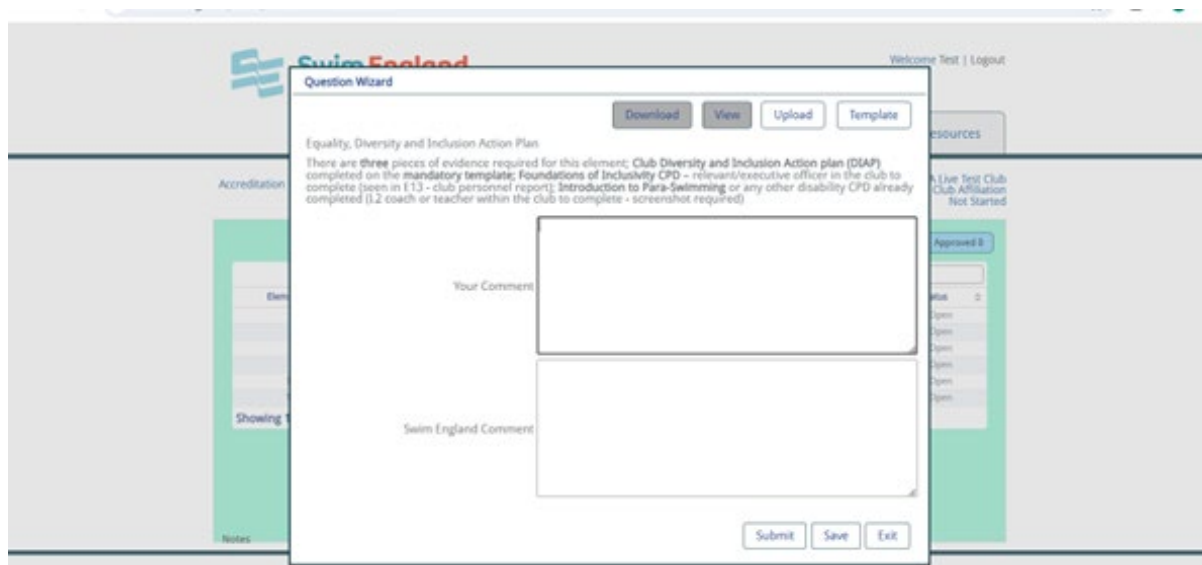 Swim England
Welcome Test | Logout
Question Wizard
Download View Upload Template
esources
Equality, Diversity and Inclusion Action Plan
There are three pieces of evidence required for this element; Club Diversity and Inclusion Action plan (DIAP)
completed on the mandatory template; Foundations of Inclusivity CPD – relevant/executive officer in the club to
complete (seen in E13 - club personnel report); Introduction to Para-Swimming or any other disability CPD already
completed (L2 coach or teacher within the club to complete - screenshot required)
Accreditation
A Live Test Club
Club Affiliation
Not Started
Approved
Your Comment
Elem
atus
Open
Open
Open
Open
Open
Open
Showing 1
Swim England Comment
Notes
Submit Save Exit